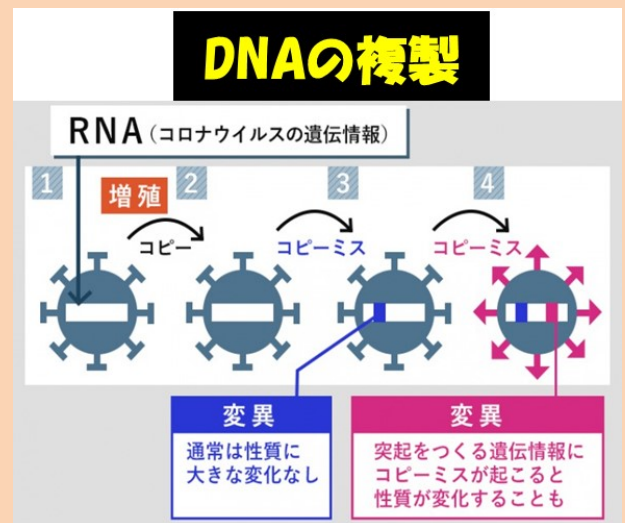 DNAの複製
RNA(コロナウイルスの遺伝情報)
1
増殖
2
3
4
コピー
コピーミス
コピーミス
変異
通常は性質に
大きな変化なし
変異
突起をつくる遺伝情報に
コピーミスが起こると
性質が変化することも